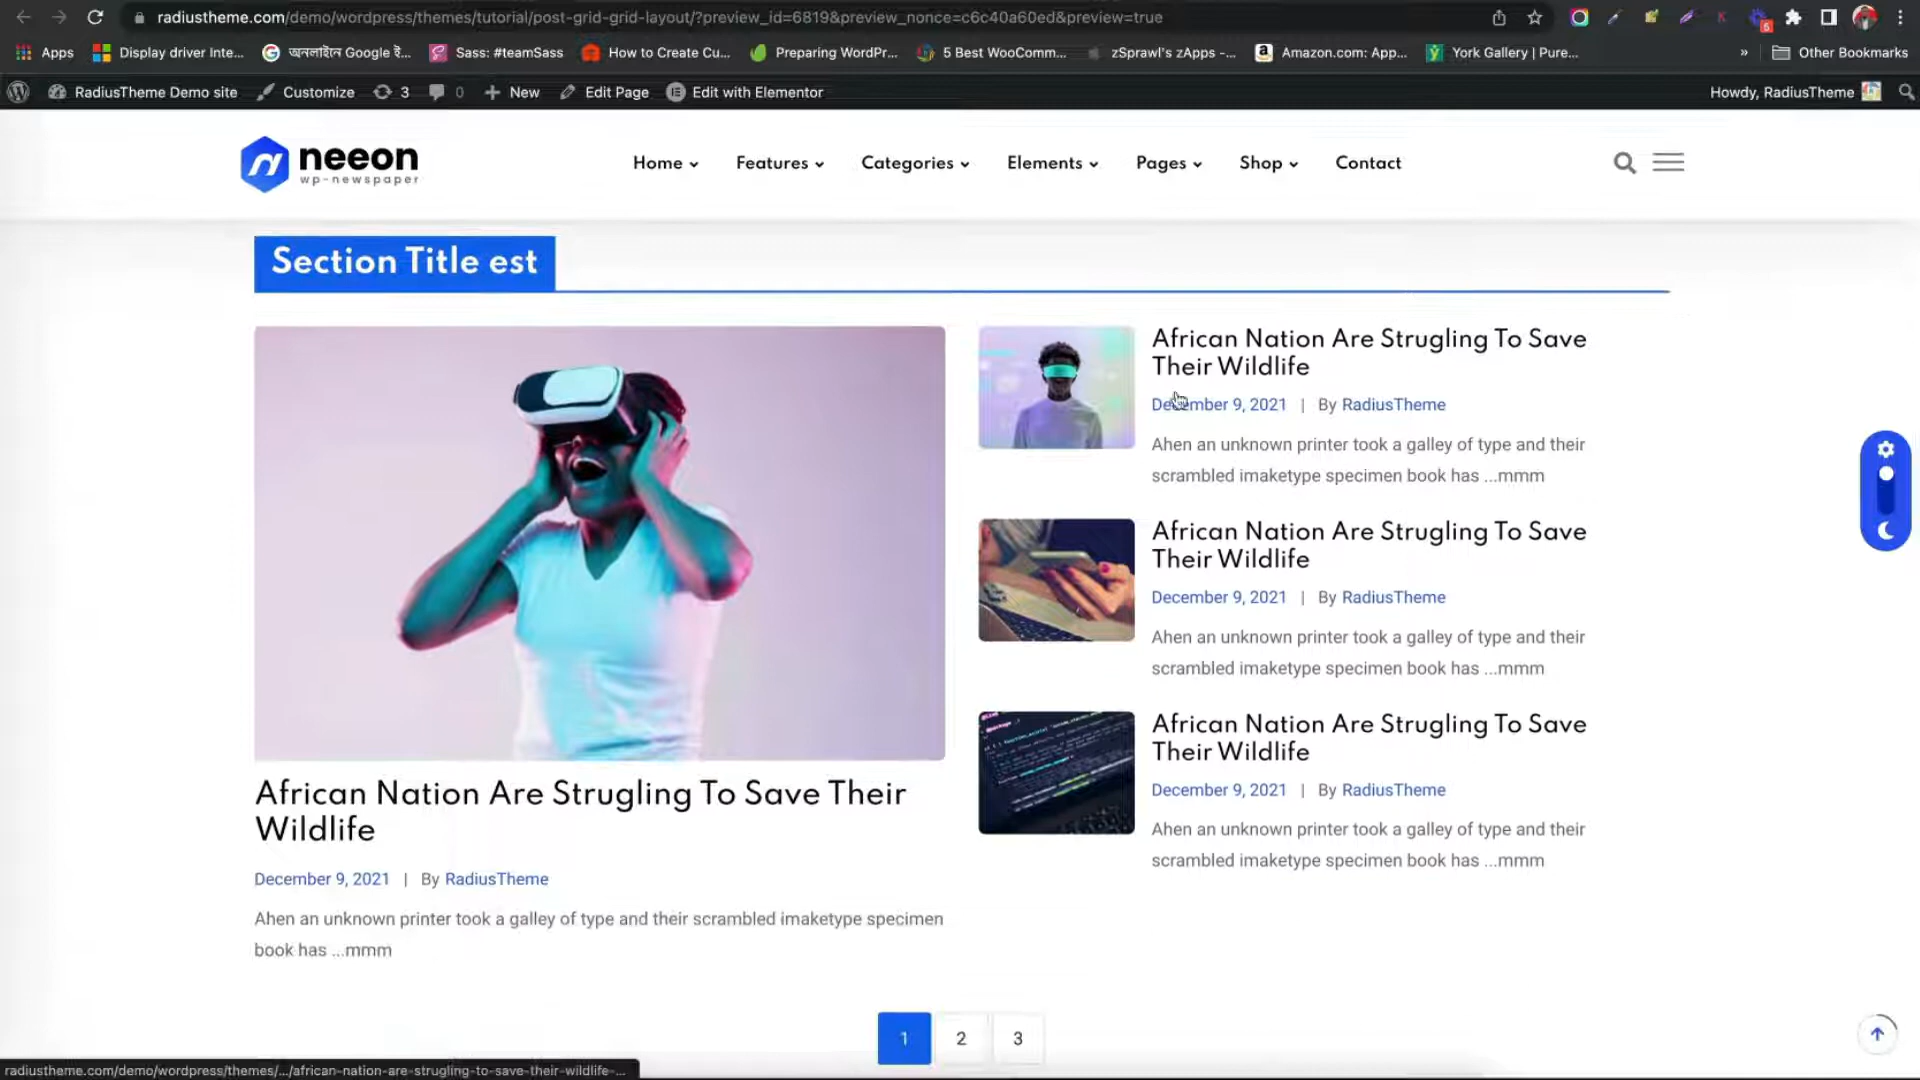 radiustheme.com/demo/wordpress/themes/tutorial/post-grid-grid-layout/?preview_id=6819&preview_nonce=c6c40a60ed&preview=true
Apps
Display driver Inte...
অনলাইনে Google ই...
Sass: #teamSass
How to Create Cu...
Preparing WordPr...
5 Best WooComm...
zSprawl's zApps -...
Amazon.com: App...
York Gallery | Pure...
»
Other Bookmarks
RadiusTheme Demo site
Customize
3
0
New
Edit Page
Edit with Elementor
Howdy, RadiusTheme
neeon
wp-newspaper
Home
Features
Categories
Elements
Pages
Shop
Contact
Section Title est
African Nation Are Strugling To Save Their
Wildlife
December 9, 2021 | By RadiusTheme
Ahen an unknown printer took a galley of type and their scrambled imaketype specimen
book has ...mmm
African Nation Are Strugling To Save
Their Wildlife
December 9, 2021 | By RadiusTheme
Ahen an unknown printer took a galley of type and their
scrambled imaketype specimen book has ...mmm
African Nation Are Strugling To Save
Their Wildlife
December 9, 2021 | By RadiusTheme
Ahen an unknown printer took a galley of type and their
scrambled imaketype specimen book has ...mmm
African Nation Are Strugling To Save
Their Wildlife
December 9, 2021 | By RadiusTheme
Ahen an unknown printer took a galley of type and their
scrambled imaketype specimen book has ...mmm
1
2
3
radiustheme.com/demo/wordpress/themes/.../african-nation-are-strugling-to-save-their-wildlife-...